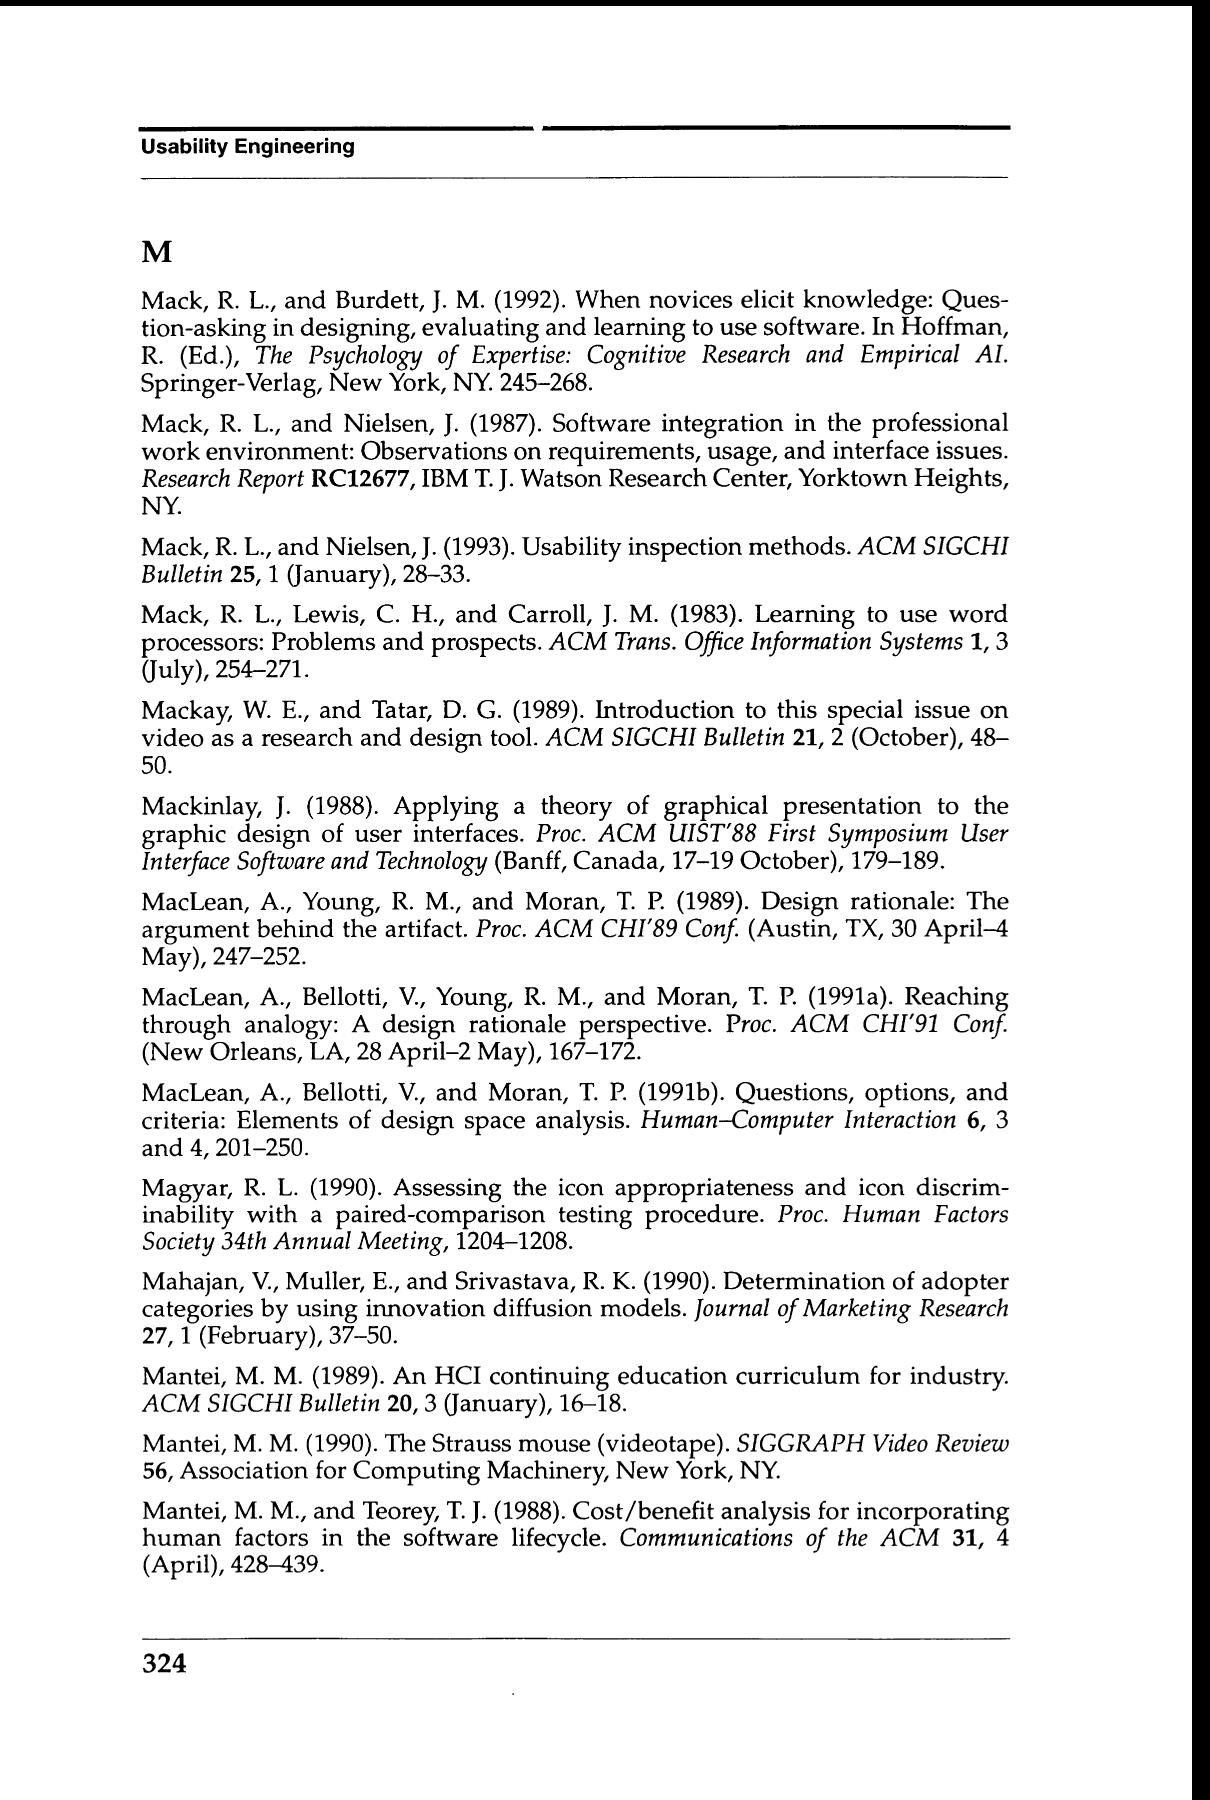 Usability Engineering
M
Mack, R. L., and Burdett, J. M. (1992). When novices elicit knowledge: Ques-
tion-asking in designing, evaluating and learning to use software. In Hoffman,
R. (Ed.), The Psychology of Expertise: Cognitive Research and Empirical AI.
Springer-Verlag, New York, NY. 245–268.
Mack, R. L., and Nielsen, J. (1987). Software integration in the professional
work environment: Observations on requirements, usage, and interface issues.
Research Report RC12677, IBM T. J. Watson Research Center, Yorktown Heights,
NY.
Mack, R. L., and Nielsen, J. (1993). Usability inspection methods. ACM SIGCHI
Bulletin 25, 1 (January), 28–33.
Mack, R. L., Lewis, C. H., and Carroll, J. M. (1983). Learning to use word
processors: Problems and prospects. ACM Trans. Office Information Systems 1, 3
(July), 254–271.
Mackay, W. E., and Tatar, D. G. (1989). Introduction to this special issue on
video as a research and design tool. ACM SIGCHI Bulletin 21, 2 (October), 48–
50.
Mackinlay, J. (1988). Applying a theory of graphical presentation to the
graphic design of user interfaces. Proc. ACM UIST'88 First Symposium User
Interface Software and Technology (Banff, Canada, 17–19 October), 179–189.
MacLean, A., Young, R. M., and Moran, T. P. (1989). Design rationale: The
argument behind the artifact. Proc. ACM CHI'89 Conf. (Austin, TX, 30 April–4
May), 247–252.
MacLean, A., Bellotti, V., Young, R. M., and Moran, T. P. (1991a). Reaching
through analogy: A design rationale perspective. Proc. ACM CHI'91 Conf.
(New Orleans, LA, 28 April–2 May), 167–172.
MacLean, A., Bellotti, V., and Moran, T. P. (1991b). Questions, options, and
criteria: Elements of design space analysis. Human–Computer Interaction 6, 3
and 4, 201–250.
Magyar, R. L. (1990). Assessing the icon appropriateness and icon discrim-
inability with a paired-comparison testing procedure. Proc. Human Factors
Society 34th Annual Meeting, 1204–1208.
Mahajan, V., Muller, E., and Srivastava, R. K. (1990). Determination of adopter
categories by using innovation diffusion models. Journal of Marketing Research
27, 1 (February), 37–50.
Mantei, M. M. (1989). An HCI continuing education curriculum for industry.
ACM SIGCHI Bulletin 20, 3 (January), 16–18.
Mantei, M. M. (1990). The Strauss mouse (videotape). SIGGRAPH Video Review
56, Association for Computing Machinery, New York, NY.
Mantei, M. M., and Teorey, T. J. (1988). Cost/benefit analysis for incorporating
human factors in the software lifecycle. Communications of the ACM 31, 4
(April), 428–439.
324